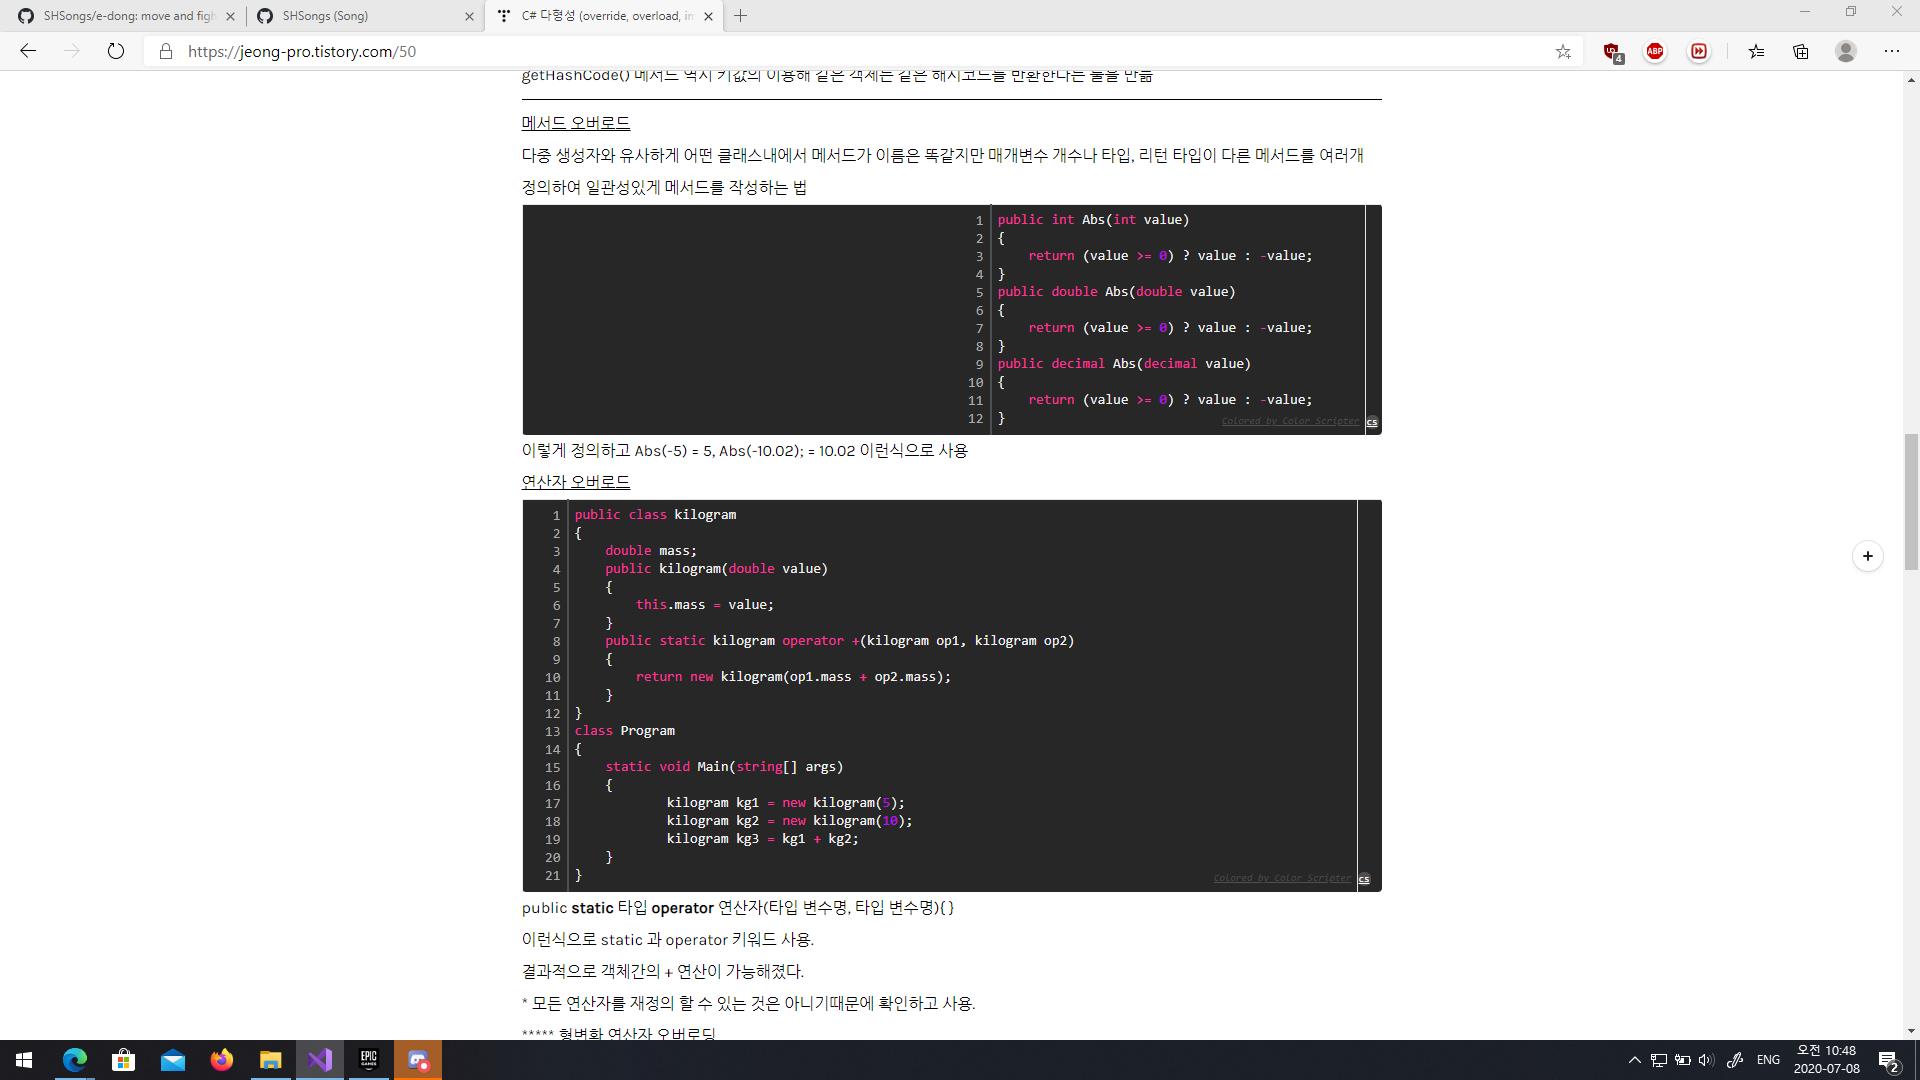 SHSongs/e-dong: move and figh
SHSongs (Song)
C# 다형성 (override, overload, in
https://jeong-pro.tistory.com/50
4
ABP
getHashCode() 메서드 역시 키값의 이용해 같은 객체는 같은 해시코드를 반환한다는 룰을 만듦
메서드 오버로드
다중 생성자와 유사하게 어떤 클래스내에서 메서드가 이름은 똑같지만 매개변수 개수나 타입, 리턴 타입이 다른 메서드를 여러개
정의하여 일관성있게 메서드를 작성하는 법
1 public int Abs(int value)
2 {
3 return (value >= 0) ? value : -value;
4 }
5 public double Abs(double value)
6 {
7 return (value >= 0) ? value : -value;
8 }
9 public decimal Abs(decimal value)
10 {
11 return (value >= 0) ? value : -value;
12 }
Colored by Color Scripter cs
이렇게 정의하고 Abs(-5) = 5, Abs(-10.02); = 10.02 이런식으로 사용
연산자 오버로드
1 public class kilogram
2 {
3 double mass;
4 public kilogram(double value)
5 {
6 this.mass = value;
7 }
8 public static kilogram operator +(kilogram op1, kilogram op2)
9 {
10 return new kilogram(op1.mass + op2.mass);
11 }
12 }
13 class Program
14 {
15 static void Main(string[] args)
16 {
17 kilogram kg1 = new kilogram(5);
18 kilogram kg2 = new kilogram(10);
19 kilogram kg3 = kg1 + kg2;
20 }
21 }
Colored by Color Scripter cs
public static 타입 operator 연산자(타입 변수명, 타입 변수명){ }
이런식으로 static 과 operator 키워드 사용.
결과적으로 객체간의 + 연산이 가능해졌다.
* 모든 연산자를 재정의 할 수 있는 것은 아니기때문에 확인하고 사용.
***** 형변환 연산자 오버로딩
EPIC GAMES
ENG
오전 10:48
2020-07-08
2